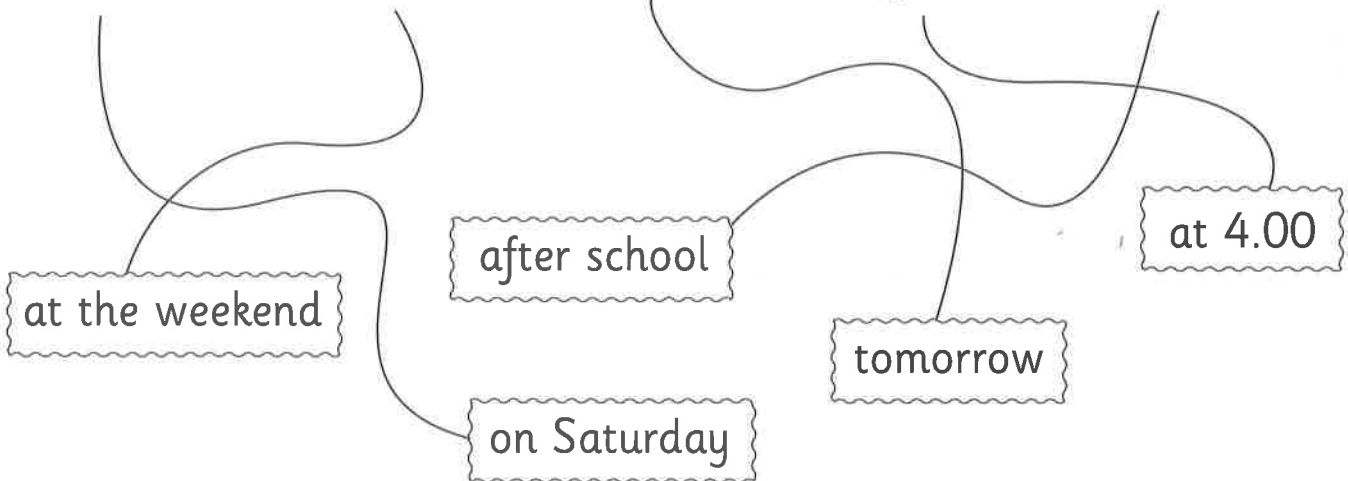 at the weekend
after school
at 4.00
tomorrow
on Saturday